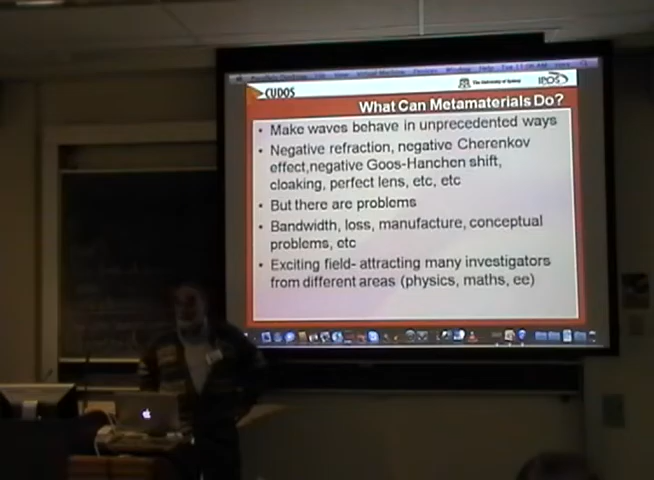 CUDOS
The University of Sydney
IPOS
What Can Metamaterials Do?
• Make waves behave in unprecedented ways
• Negative refraction, negative Cherenkov
effect,negative Goos-Hanchen shift,
cloaking, perfect lens, etc, etc
• But there are problems
• Bandwidth, loss, manufacture, conceptual
problems, etc
• Exciting field- attracting many investigators
from different areas (physics, maths, ee)